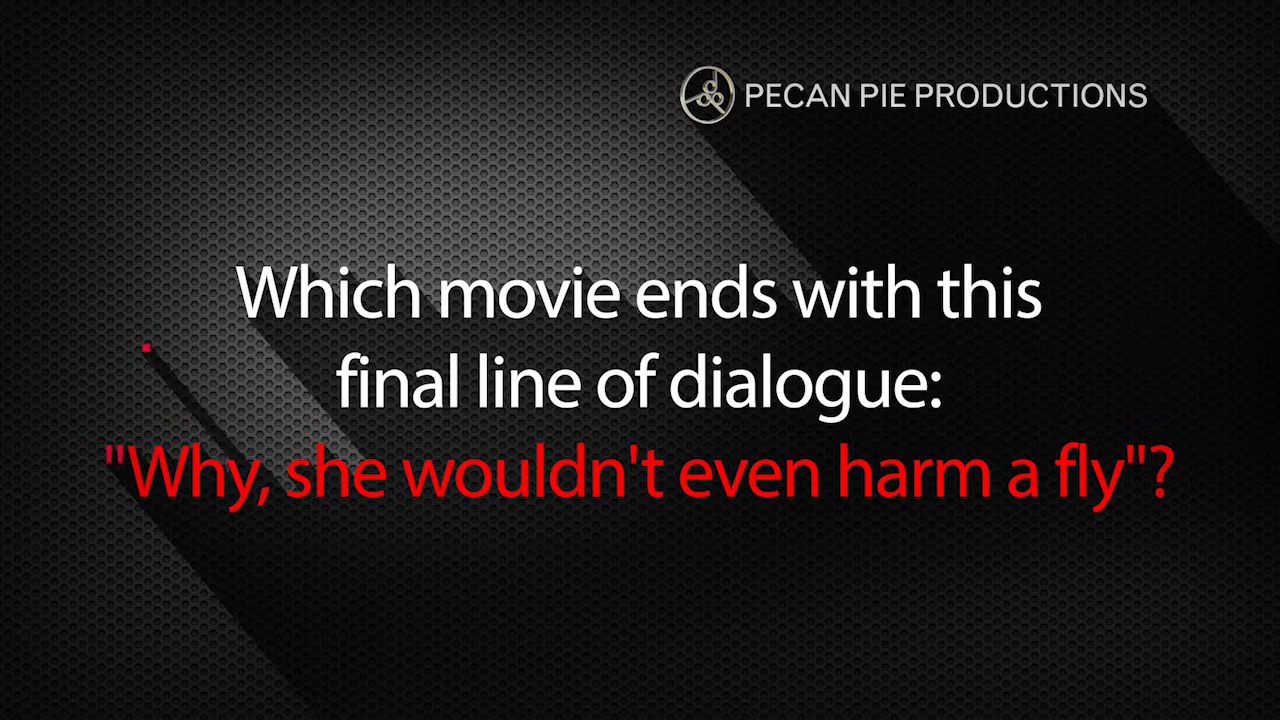 PECAN PIE PRODUCTIONS
Which movie ends with this
final line of dialogue:
"Why, she wouldn't even harm a fly"?